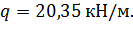 q = 20,35 кН/м.